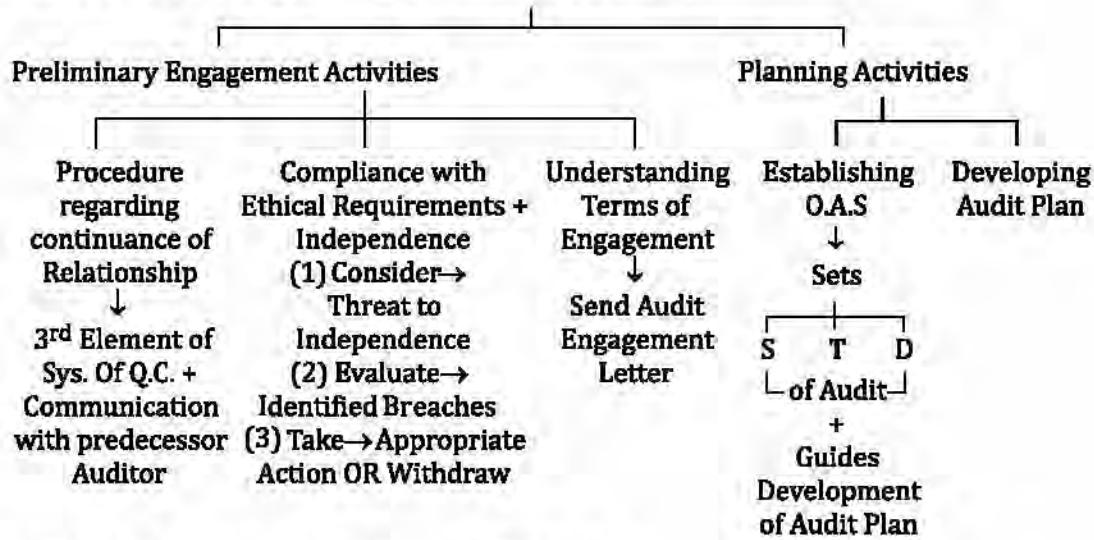 Preliminary Engagement Activities
Planning Activities
Procedure
regarding
continuance of
Relationship
↓
3rd Element of
Sys. Of Q.C. +
Communication
with predecessor
Auditor
Compliance with
Ethical Requirements +
Independence
(1) Consider→
Threat to
Independence
(2) Evaluate→
Identified Breaches
(3) Take→Appropriate
Action OR Withdraw
Understanding
Terms of
Engagement
↓
Send Audit
Engagement
Letter
Establishing
O.A.S
↓
Sets
S T D
of Audit
+
Guides
Development
of Audit Plan
Developing
Audit Plan